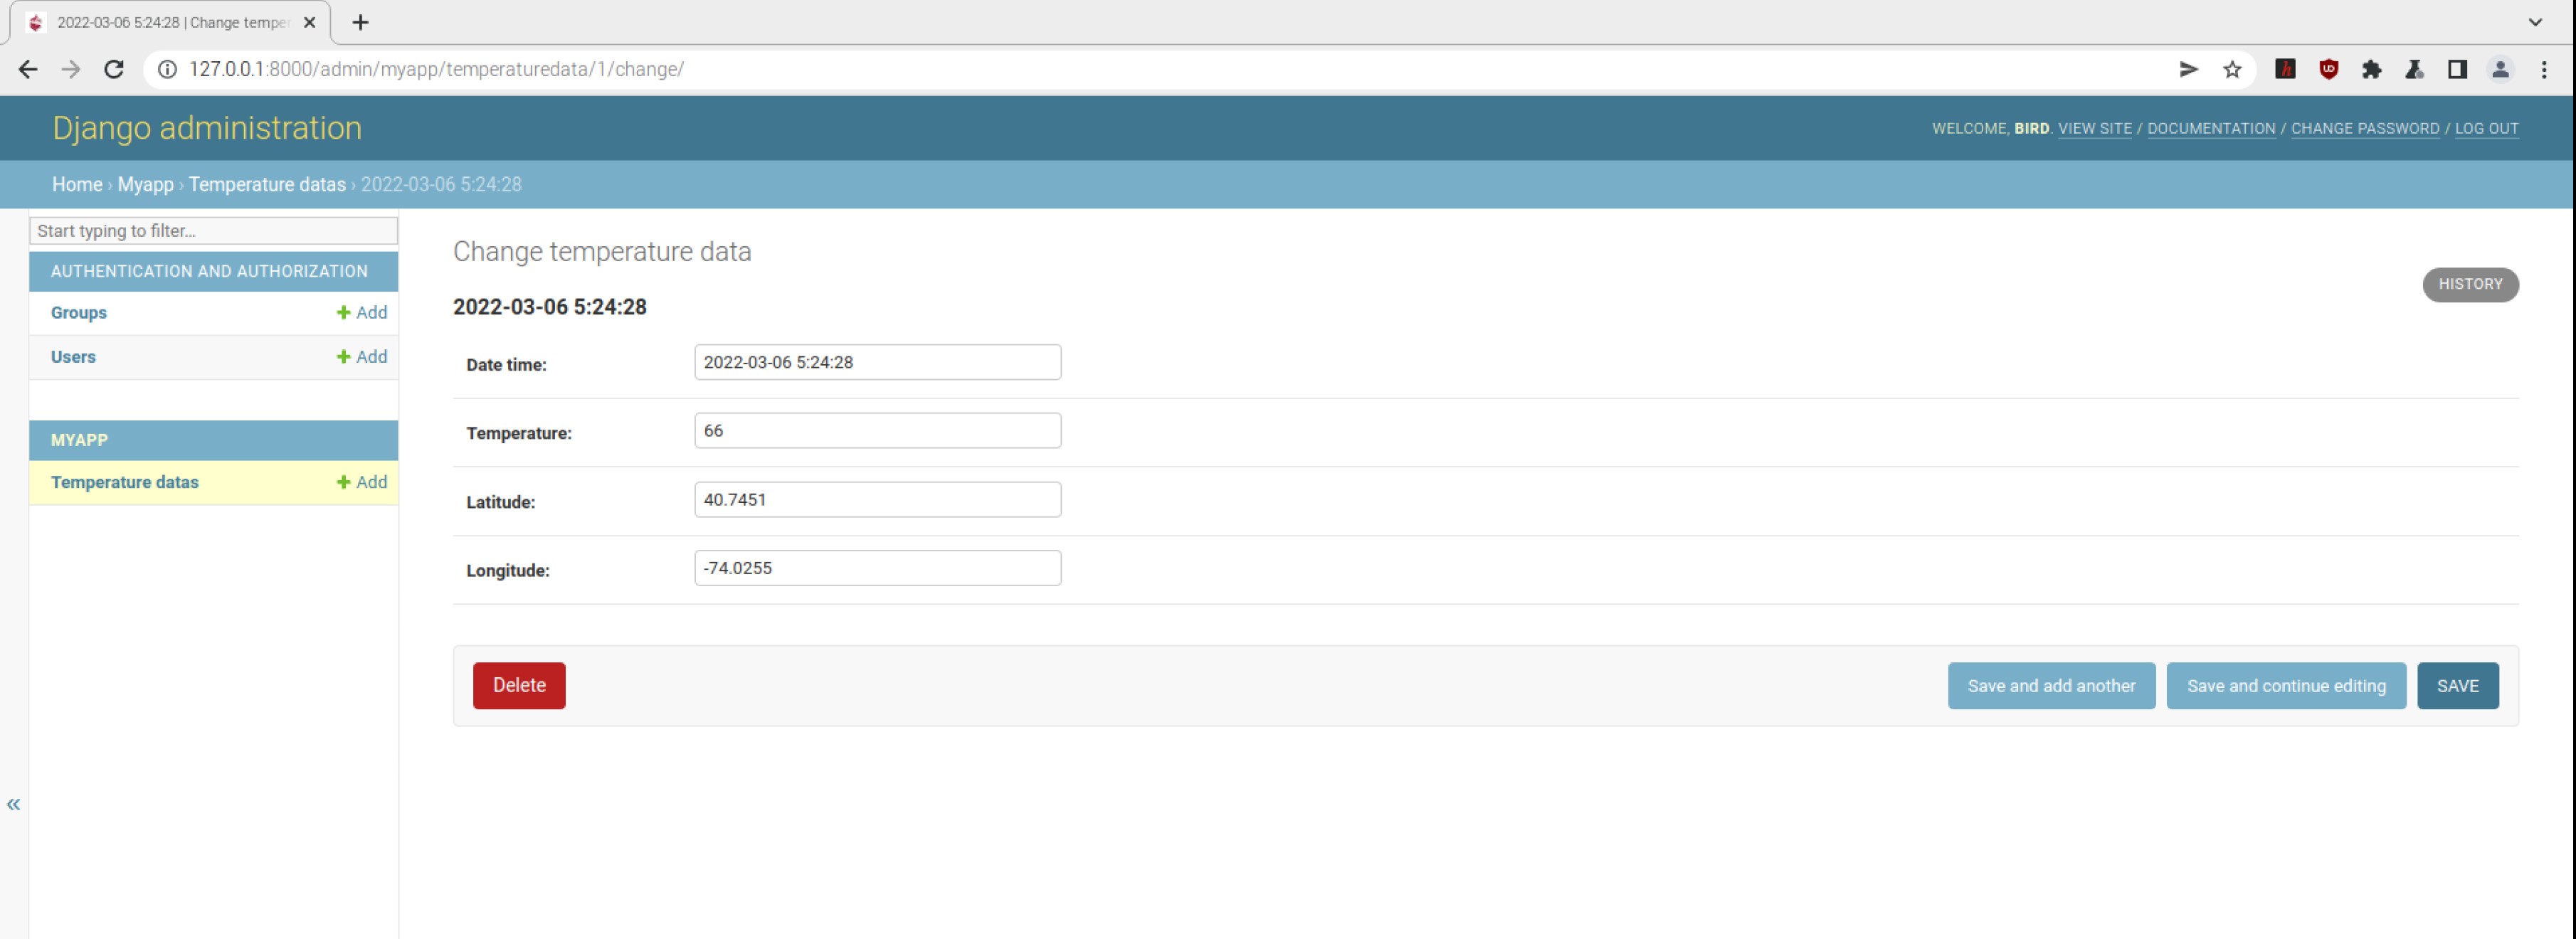 2022-03-06 5:24:28 | Change temper
127.0.0.1:8000/admin/myapp/temperaturedata/1/change/
Django administration
WELCOME, BIRD. VIEW SITE / DOCUMENTATION / CHANGE PASSWORD / LOG OUT
Home › Myapp › Temperature datas › 2022-03-06 5:24:28
Start typing to filter...
AUTHENTICATION AND AUTHORIZATION
Groups + Add
Users + Add
MYAPP
Temperature datas + Add
«
Change temperature data
HISTORY
2022-03-06 5:24:28
Date time: 2022-03-06 5:24:28
Temperature: 66
Latitude: 40.7451
Longitude: -74.0255
Delete
Save and add another
Save and continue editing
SAVE